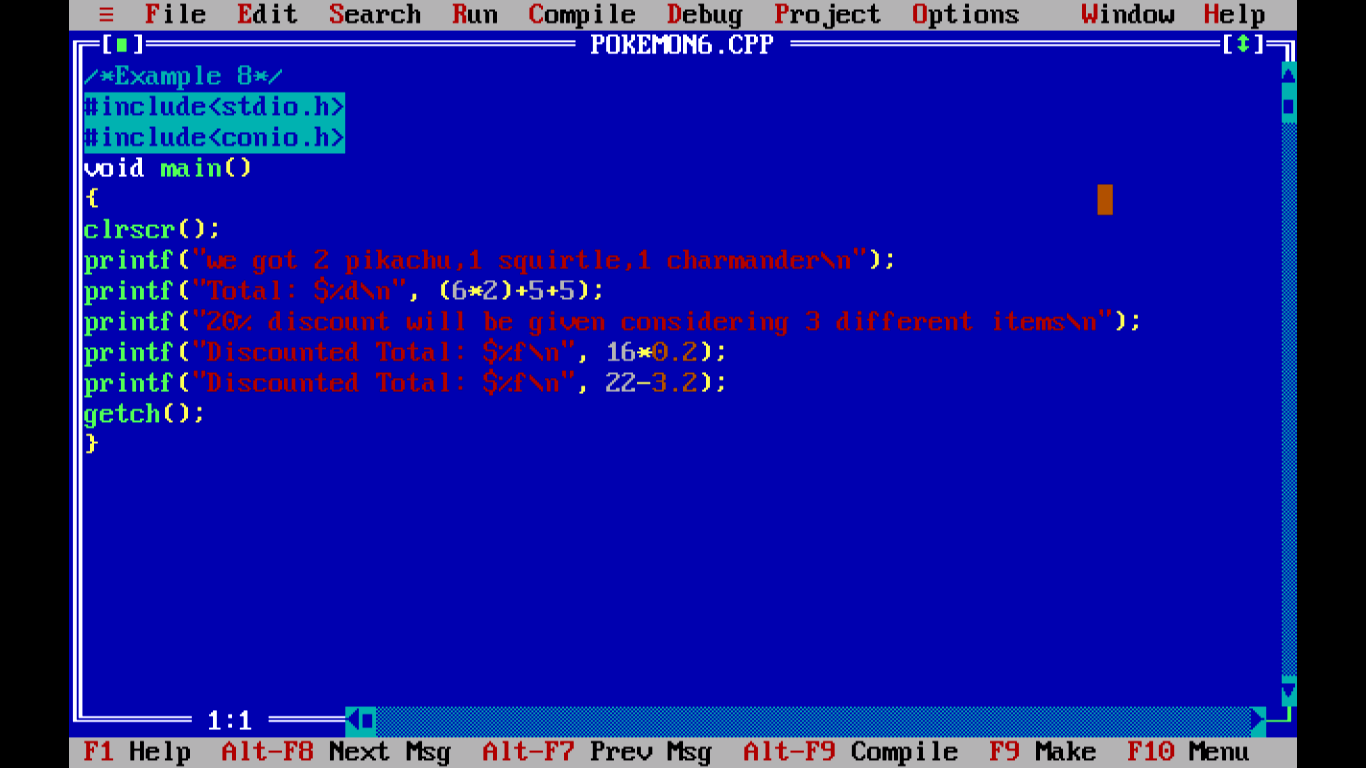 ≡ File Edit Search Run Compile Debug Project Options Window Help
[■] POKEMON6.CPP [↕]
/*Example 8*/
#include<stdio.h>
#include<conio.h>
void main()
{
clrscr();
printf("we got 2 pikachu,1 squirtle,1 charmander\n");
printf("Total: $%d\n", (6*2)+5+5);
printf("20% discount will be given considering 3 different items\n");
printf("Discounted Total: $%f\n", 16*0.2);
printf("Discounted Total: $%f\n", 22-3.2);
getch();
}
1:1
F1 Help Alt-F8 Next Msg Alt-F7 Prev Msg Alt-F9 Compile F9 Make F10 Menu